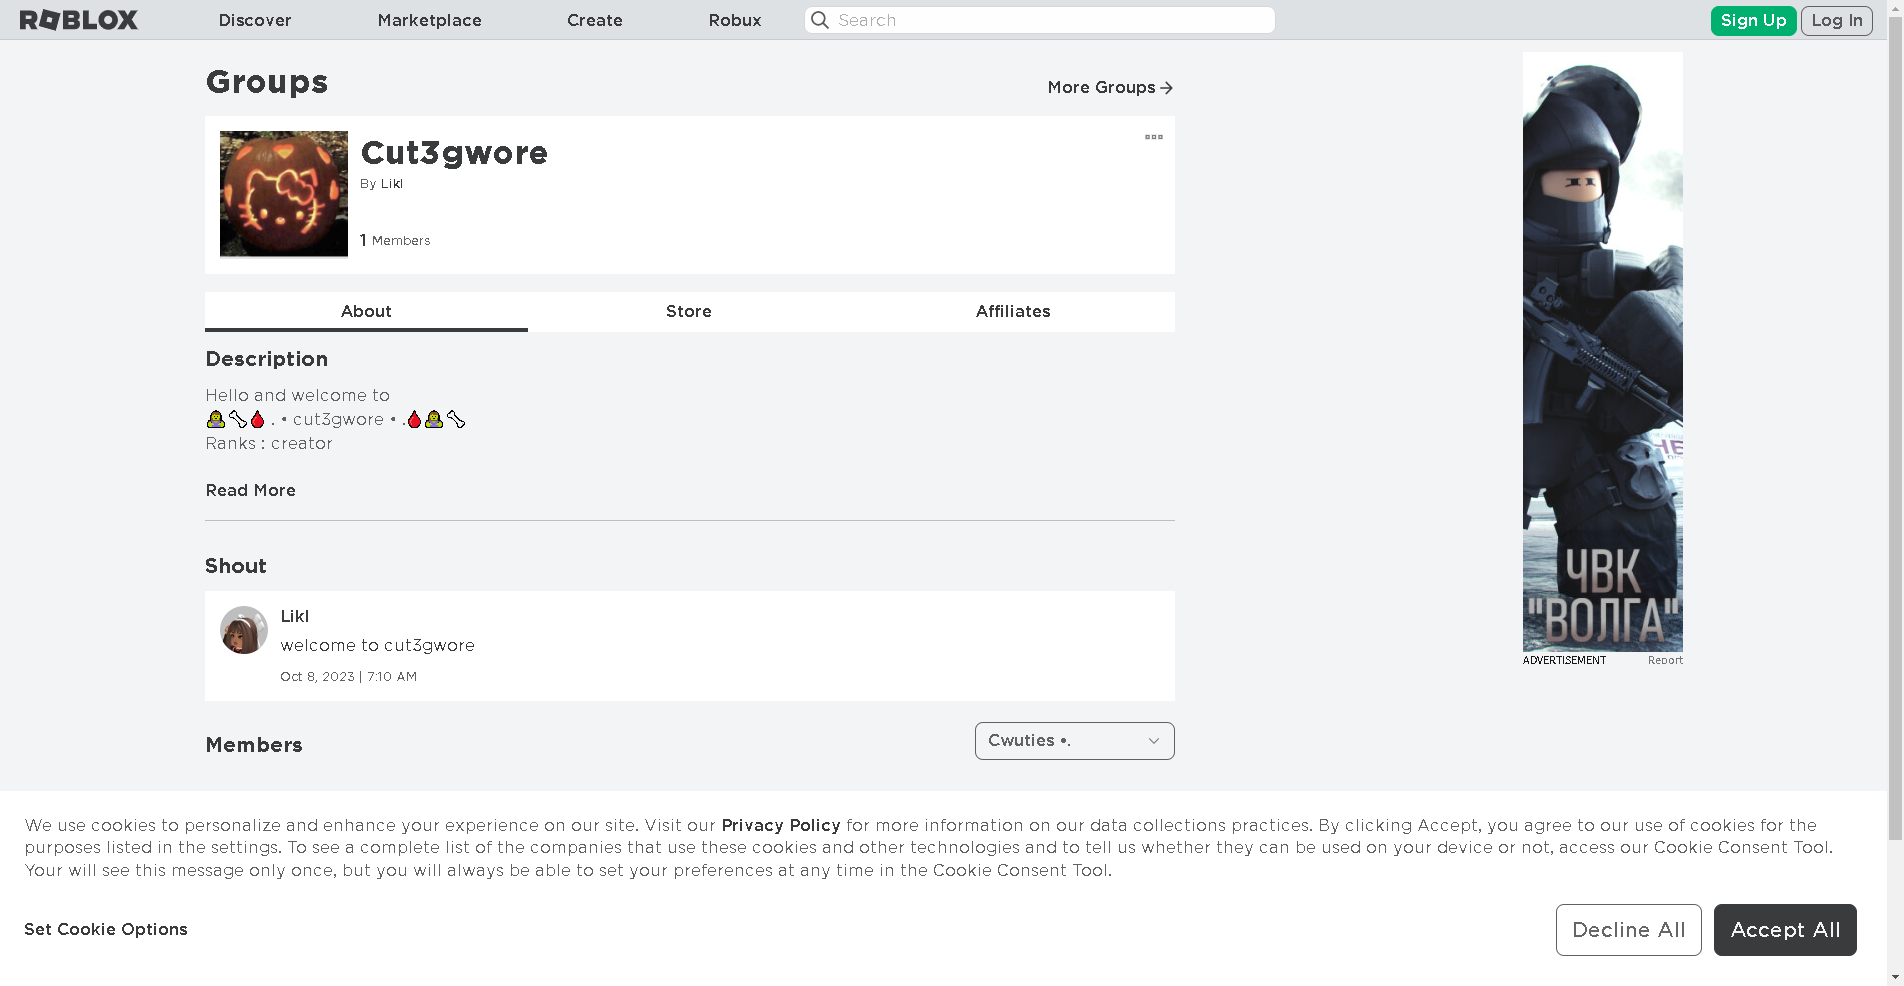 ROBLOX
Discover
Marketplace
Create
Robux
Search
Sign Up
Log In
Groups
More Groups
Cut3gwore
By Likl
1 Members
About
Store
Affiliates
Description
Hello and welcome to
🧟‍♀️🦴🩸 . • cut3gwore • .🩸🧟‍♀️🦴
Ranks : creator
Read More
Shout
Likl
welcome to cut3gwore
Oct 8, 2023 | 7:10 AM
Members
Cwuties •.
ЧВК
"ВОЛГА"
ADVERTISEMENT
Report
We use cookies to personalize and enhance your experience on our site. Visit our Privacy Policy for more information on our data collections practices. By clicking Accept, you agree to our use of cookies for the
purposes listed in the settings. To see a complete list of the companies that use these cookies and other technologies and to tell us whether they can be used on your device or not, access our Cookie Consent Tool.
Your will see this message only once, but you will always be able to set your preferences at any time in the Cookie Consent Tool.
Set Cookie Options
Decline All
Accept All